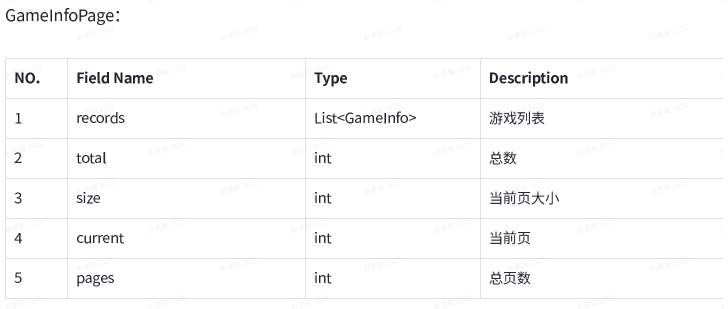 GameInfoPage：
NO. Field Name Type Description
1 records List<GameInfo> 游戏列表
2 total int 总数
3 size int 当前页大小
4 current int 当前页
5 pages int 总页数